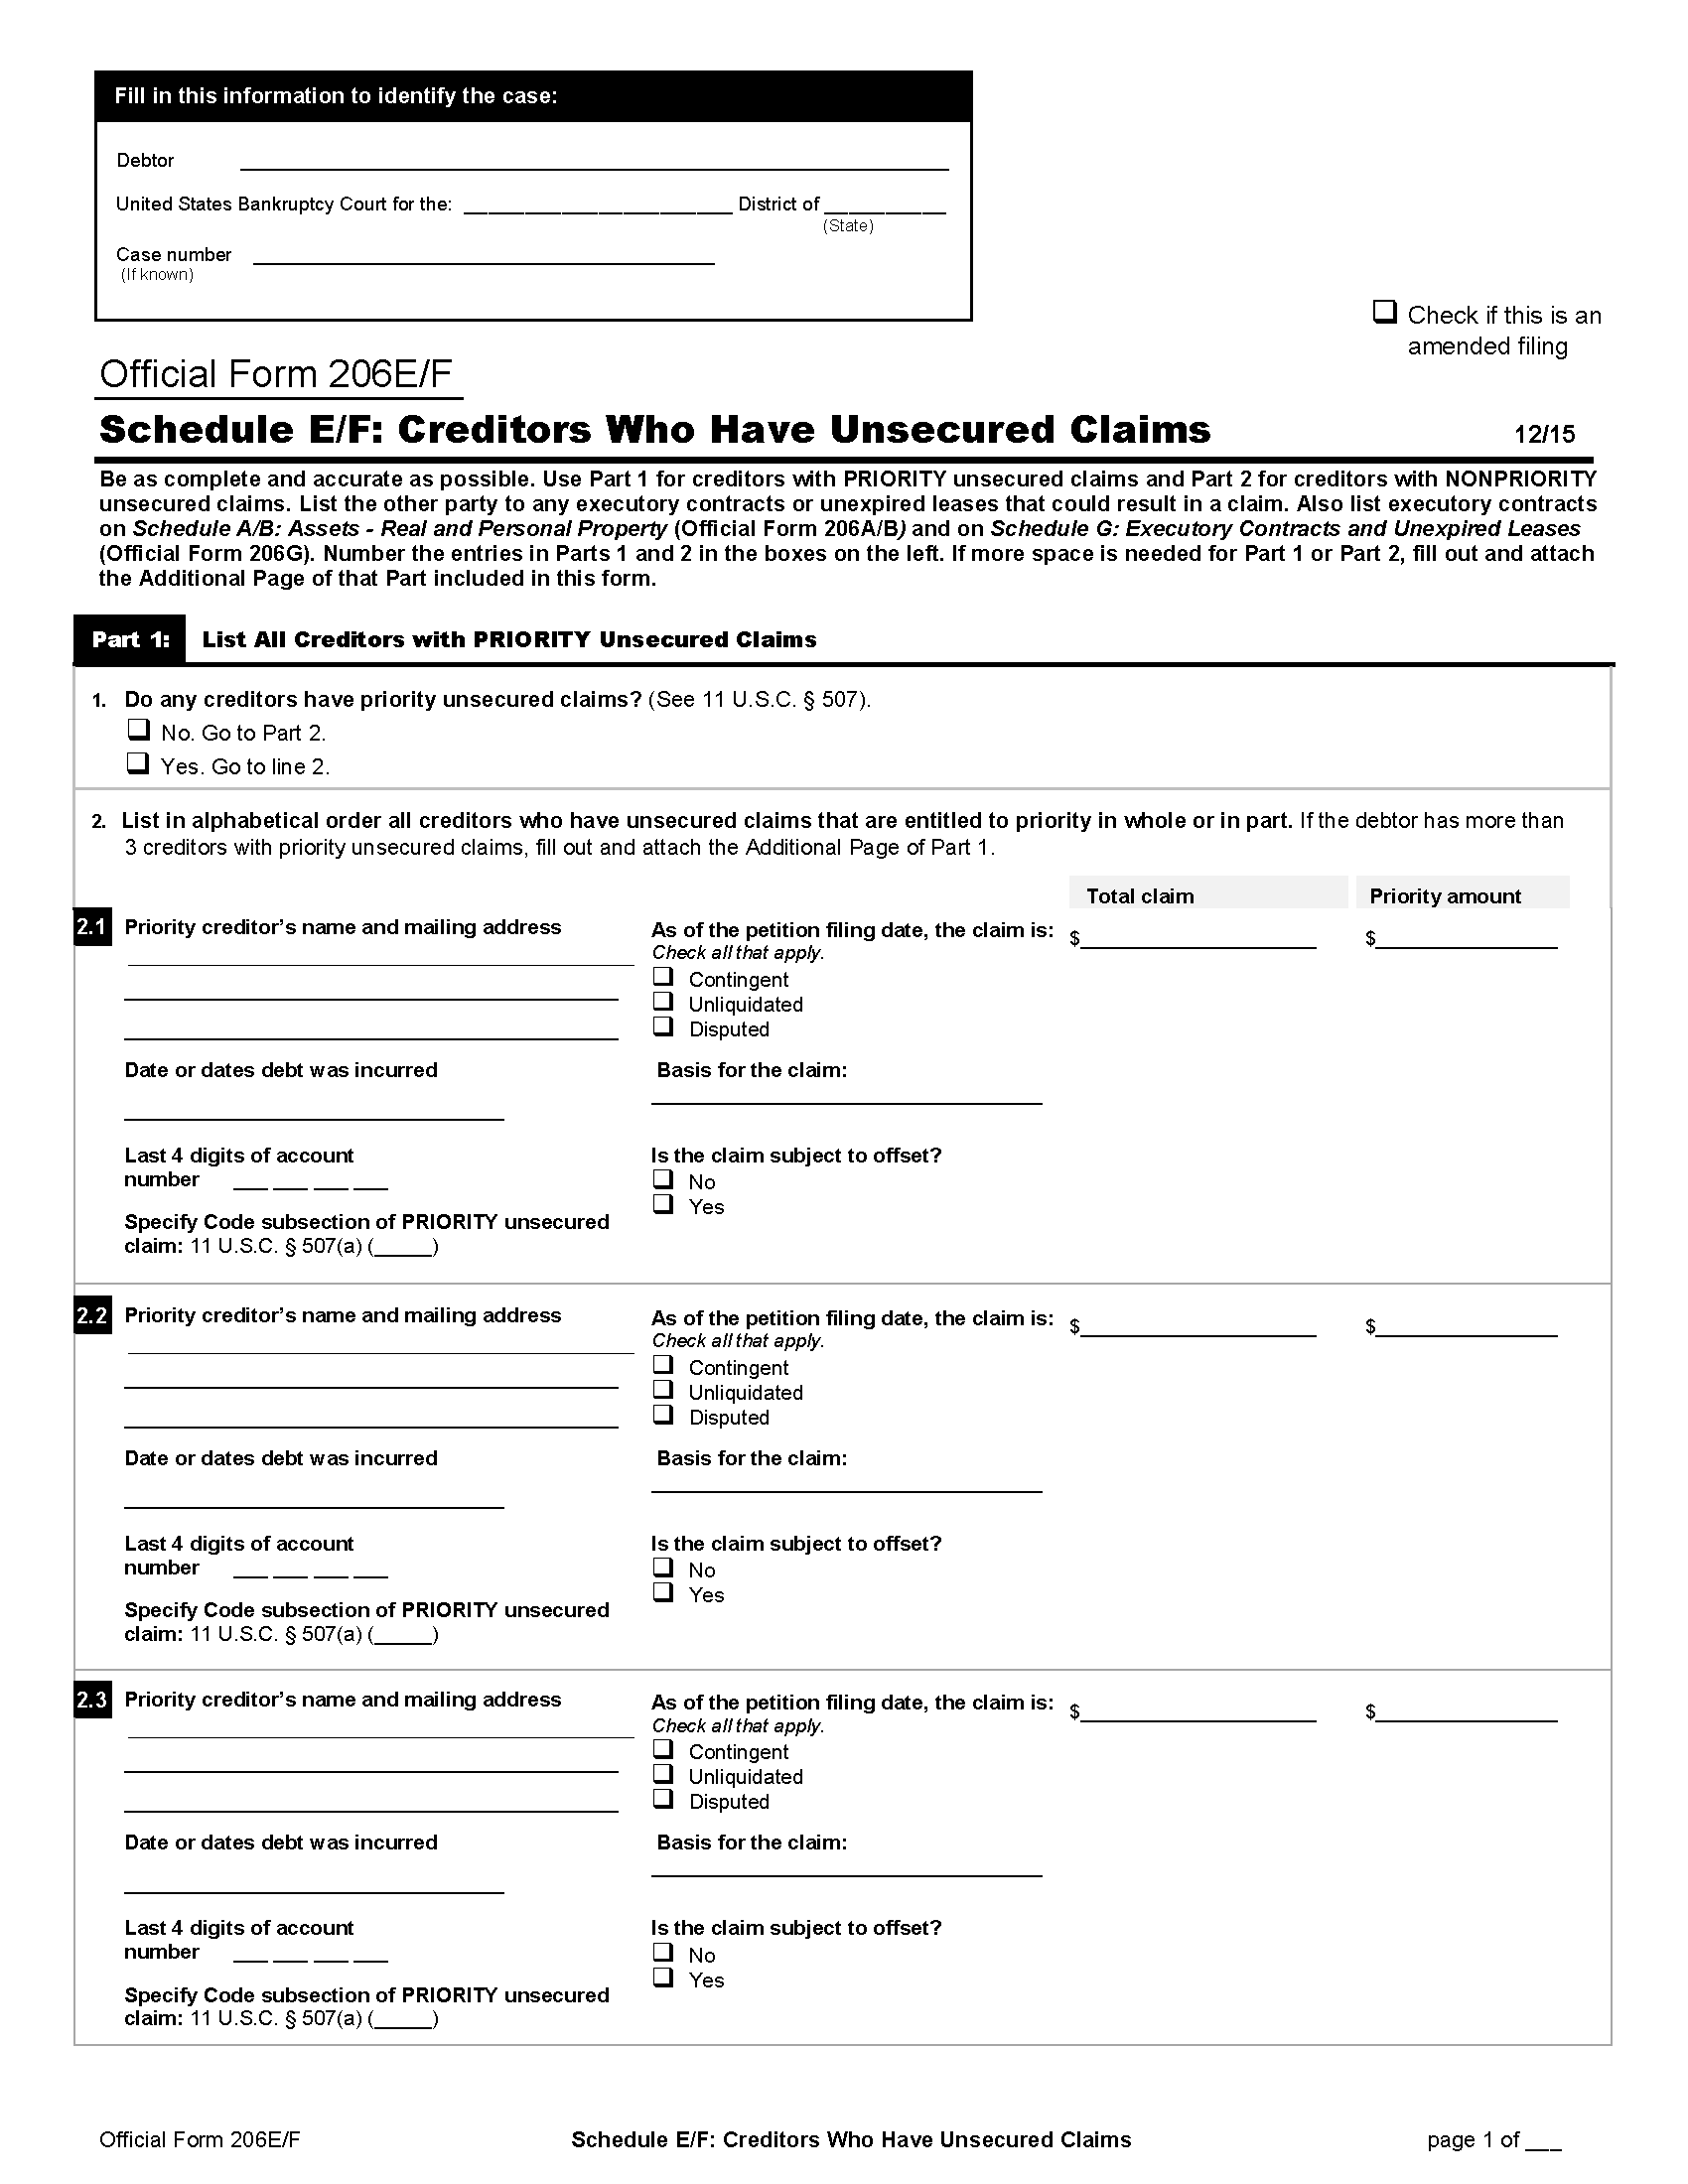 Fill in this information to identify the case:
Debtor
United States Bankruptcy Court for the: ______________________ District of __________
(State)
Case number
(If known)
❑ Check if this is an
amended filing
Official Form 206E/F
Schedule E/F: Creditors Who Have Unsecured Claims 12/15
Be as complete and accurate as possible. Use Part 1 for creditors with PRIORITY unsecured claims and Part 2 for creditors with NONPRIORITY
unsecured claims. List the other party to any executory contracts or unexpired leases that could result in a claim. Also list executory contracts
on Schedule A/B: Assets - Real and Personal Property (Official Form 206A/B) and on Schedule G: Executory Contracts and Unexpired Leases
(Official Form 206G). Number the entries in Parts 1 and 2 in the boxes on the left. If more space is needed for Part 1 or Part 2, fill out and attach
the Additional Page of that Part included in this form.
Part 1: List All Creditors with PRIORITY Unsecured Claims
1. Do any creditors have priority unsecured claims? (See 11 U.S.C. § 507).
❑ No. Go to Part 2.
❑ Yes. Go to line 2.
2. List in alphabetical order all creditors who have unsecured claims that are entitled to priority in whole or in part. If the debtor has more than
3 creditors with priority unsecured claims, fill out and attach the Additional Page of Part 1.
Total claim Priority amount
2.1 Priority creditor’s name and mailing address As of the petition filing date, the claim is: $____________________ $________________
Check all that apply.
❑ Contingent
❑ Unliquidated
❑ Disputed
Date or dates debt was incurred Basis for the claim:
Last 4 digits of account Is the claim subject to offset?
number ___ ___ ___ ___ ❑ No
❑ Yes
Specify Code subsection of PRIORITY unsecured
claim: 11 U.S.C. § 507(a) (_____)
2.2 Priority creditor’s name and mailing address As of the petition filing date, the claim is: $____________________ $________________
Check all that apply.
❑ Contingent
❑ Unliquidated
❑ Disputed
Date or dates debt was incurred Basis for the claim:
Last 4 digits of account Is the claim subject to offset?
number ___ ___ ___ ___ ❑ No
❑ Yes
Specify Code subsection of PRIORITY unsecured
claim: 11 U.S.C. § 507(a) (_____)
2.3 Priority creditor’s name and mailing address As of the petition filing date, the claim is: $____________________ $________________
Check all that apply.
❑ Contingent
❑ Unliquidated
❑ Disputed
Date or dates debt was incurred Basis for the claim:
Last 4 digits of account Is the claim subject to offset?
number ___ ___ ___ ___ ❑ No
❑ Yes
Specify Code subsection of PRIORITY unsecured
claim: 11 U.S.C. § 507(a) (_____)
Official Form 206E/F Schedule E/F: Creditors Who Have Unsecured Claims page 1 of ___